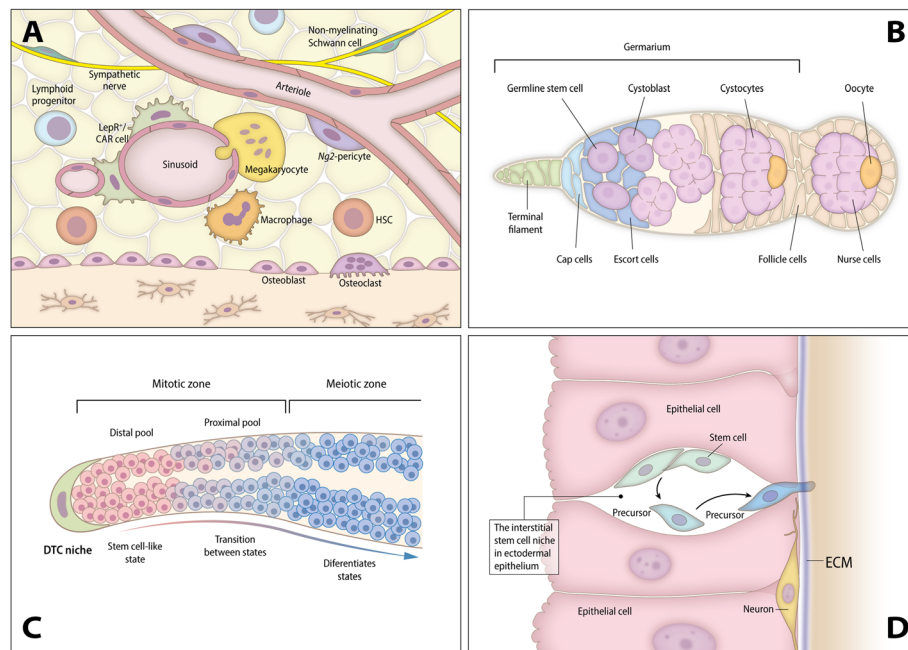 A
Non-myelinating
Schwann cell
Sympathetic
nerve
Lymphoid
progenitor
Arteriole
LepR⁺/
CAR cell
Sinusoid
Ng2-pericyte
Megakaryocyte
Macrophage
HSC
Osteoblast
Osteoclast
B
Germarium
Germline stem cell
Cystoblast
Cystocytes
Oocyte
Terminal
filament
Cap cells
Escort cells
Follicle cells
Nurse cells
Mitotic zone
Meiotic zone
Distal pool
Proximal pool
DTC niche
Stem cell-like
state
Transition
between states
Diferentiates
states
C
Epithelial cell
Stem cell
Precursor
Precursor
The interstitial
stem cell niche
in ectodermal
epithelium
ECM
Epithelial cell
Neuron
D